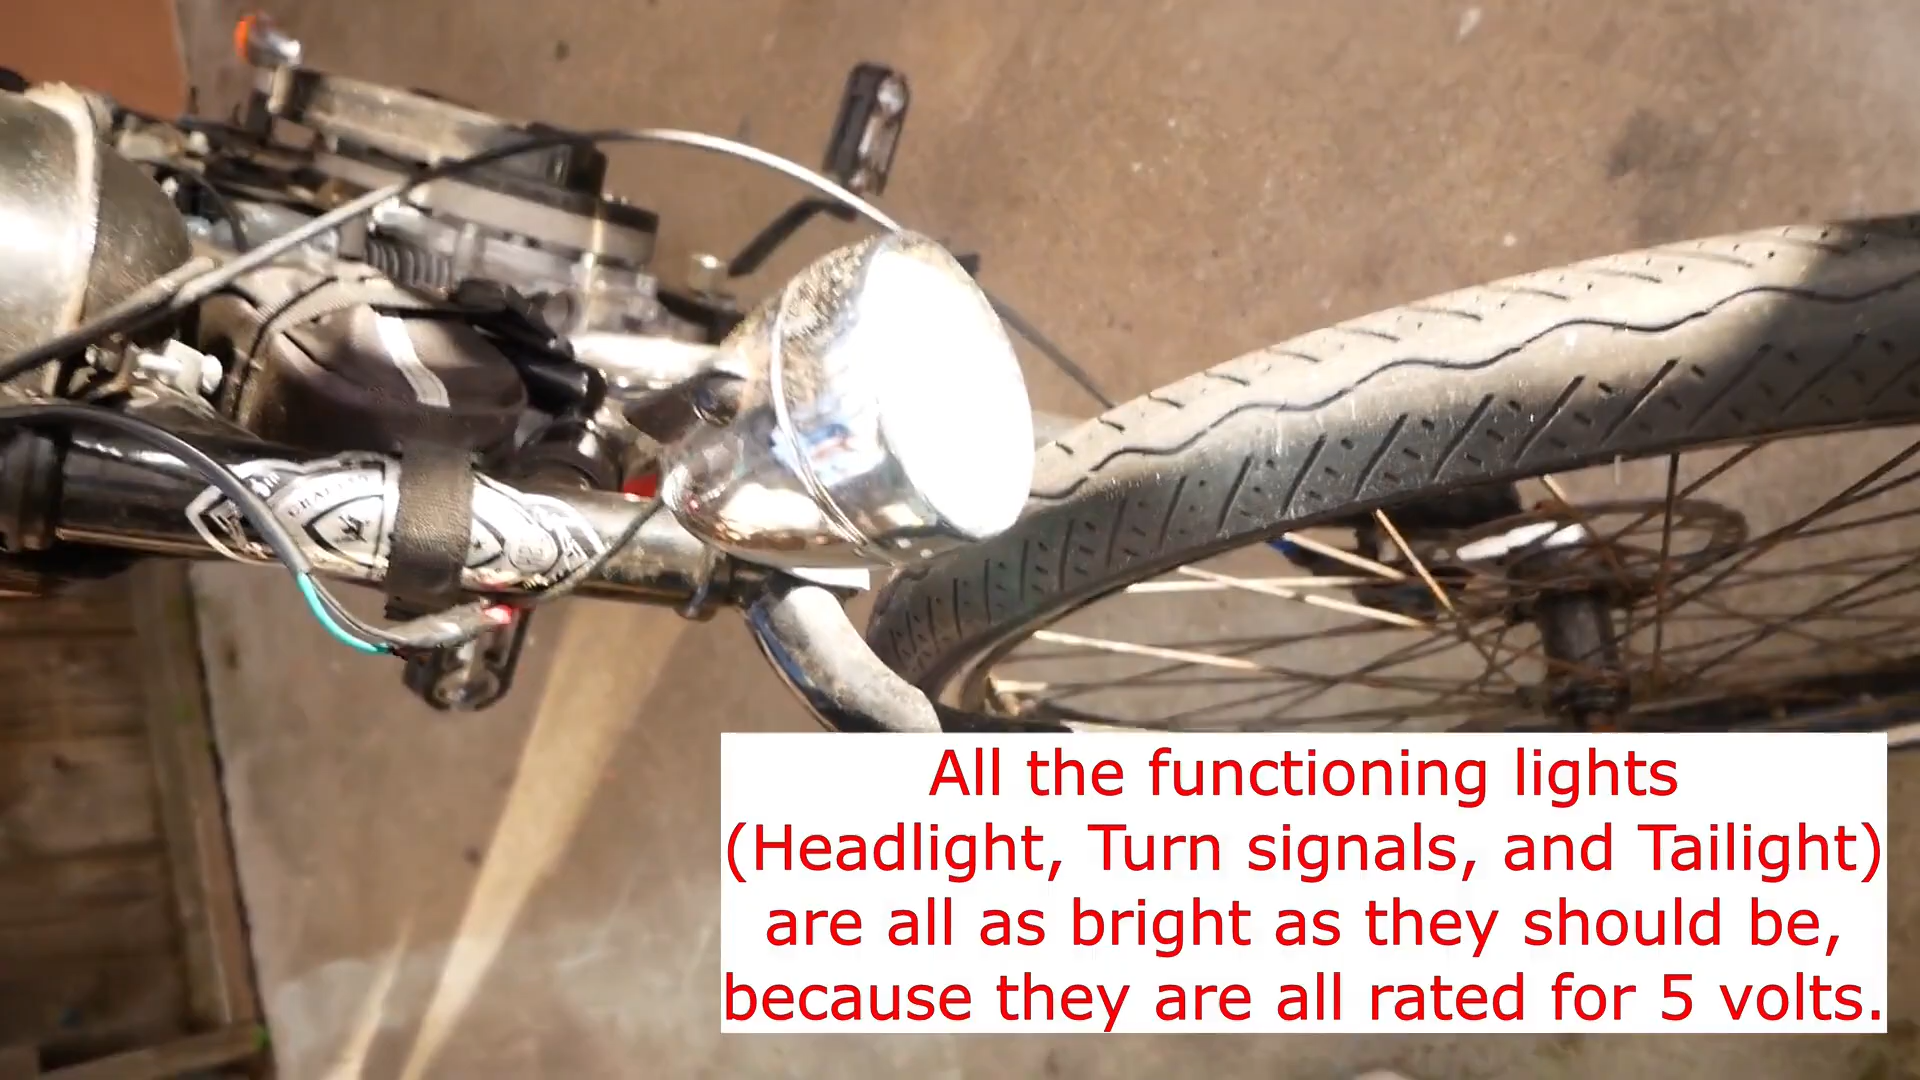 All the functioning lights
(Headlight, Turn signals, and Tailight)
are all as bright as they should be,
because they are all rated for 5 volts.